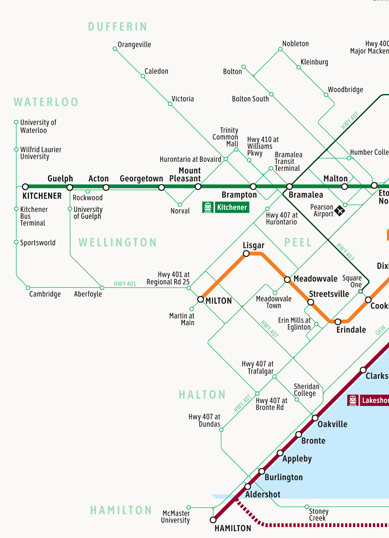 DUFFERIN
Orangeville
Caledon
Victoria
Nobleton
Kleinburg
Bolton
Woodbridge
Bolton South
Hwy 400
Major Macken
HWY 407
WATERLOO
University of
Waterloo
Wilfrid Laurier
University
Trinity
Common
Mall
Hwy 410 at
Williams
Pkwy
Bramalea
Transit
Terminal
Humber Colle
Hurontario at Bovaird
KITCHENER
Guelph
Acton
Georgetown
Mount
Pleasant
Brampton
Bramalea
Malton
Eto
No
Rockwood
Kitchener
Bus
Terminal
University
of Guelph
Norval
Kitchener
Hwy 407 at
Hurontario
Pearson
Airport
Sportsworld
WELLINGTON
PEEL
HWY 403
Lisgar
Meadowvale
Streetsville
Square
One
Dix
Cooks
Erindale
Hwy 401 at
Regional Rd 25
HWY 401
Cambridge
Aberfoyle
MILTON
Martin at
Main
Meadowvale
Town
Erin Mills at
Eglinton
HWY 407
QEW
Hwy 407 at
Trafalgar
Sheridan
College
HALTON
HWY 407
Hwy 407 at
Bronte Rd
Hwy 407 at
Dundas
Clarks
Lakesho
Oakville
Bronte
Appleby
Burlington
Aldershot
HAMILTON
McMaster
University
HAMILTON
Stoney
Creek